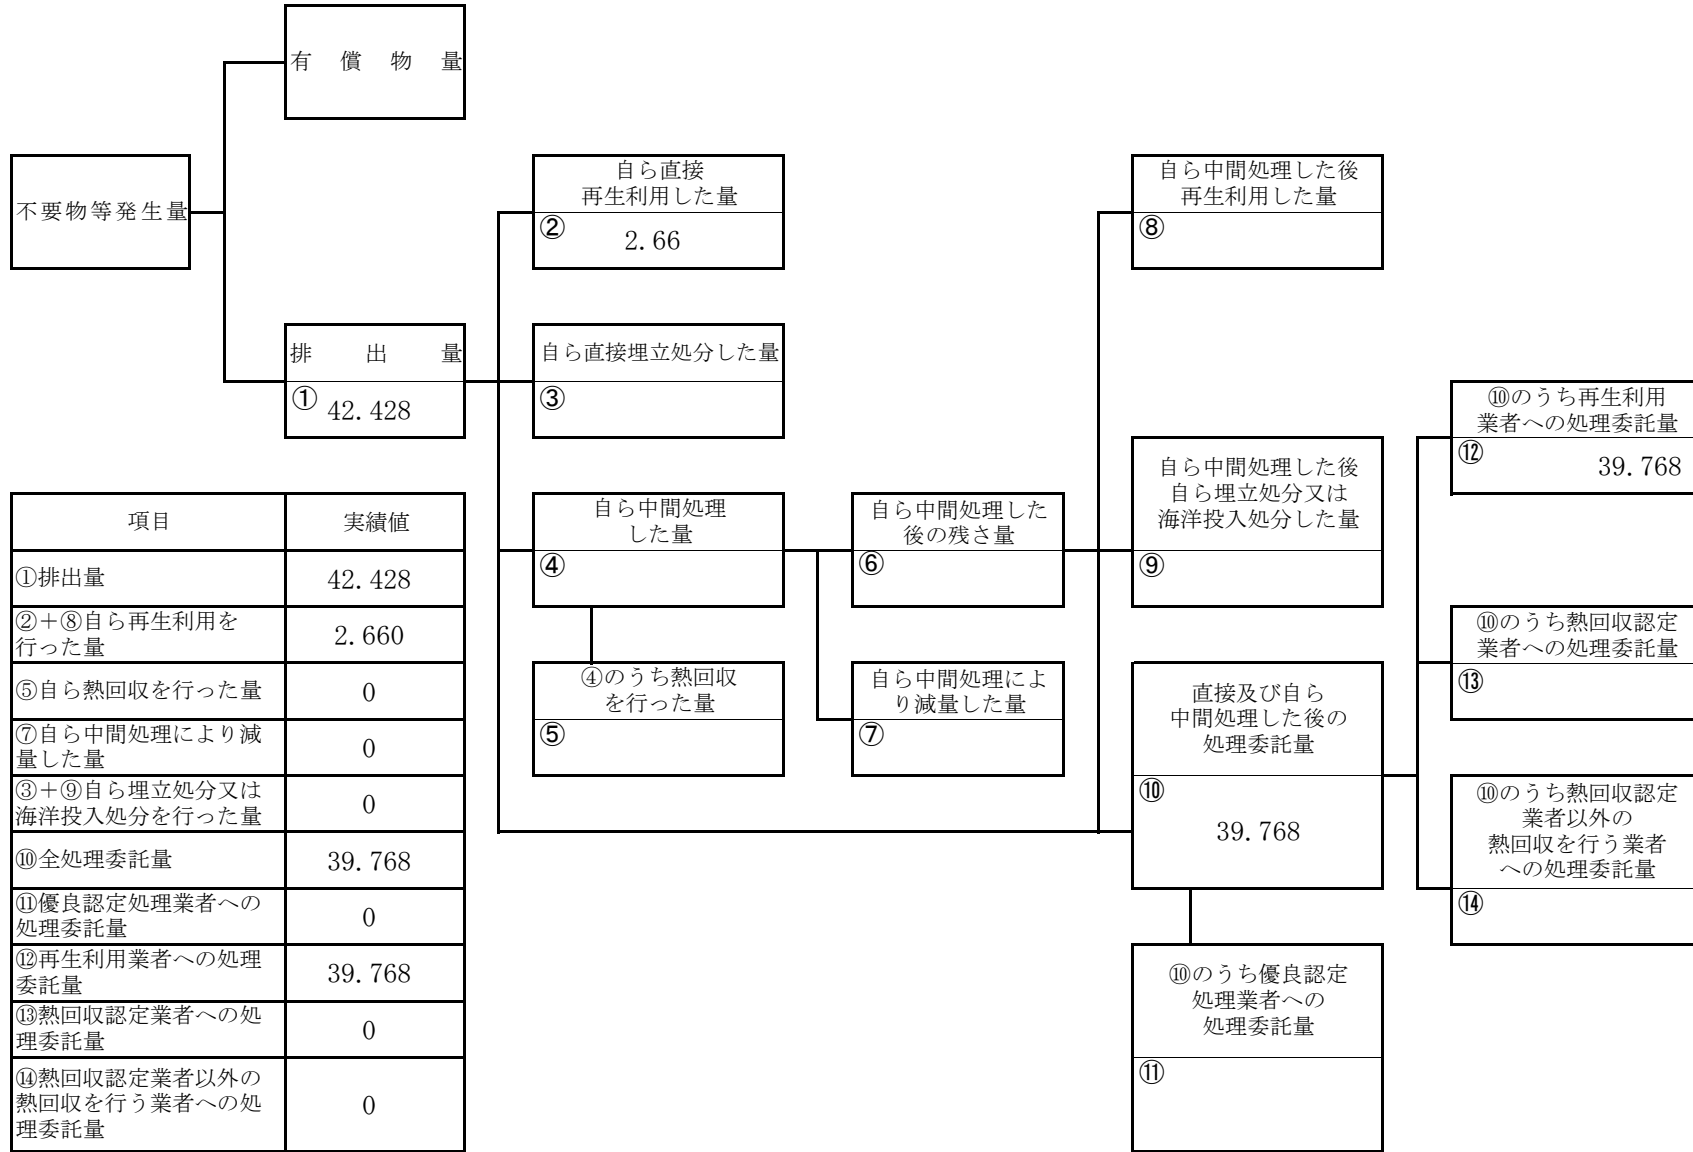 有償物量
不要物等発生量
排出量
①
42.428
自ら直接
再生利用した量
②
2.66
自ら直接埋立処分した量
③
自ら中間処理
した量
④
④のうち熱回収
を行った量
⑤
自ら中間処理した
後の残さ量
⑥
自ら中間処理によ
り減量した量
⑦
自ら中間処理した後
再生利用した量
⑧
自ら中間処理した後
自ら埋立処分又は
海洋投入処分した量
⑨
直接及び自ら
中間処理した後の
処理委託量
⑩
39.768
⑩のうち優良認定
処理業者への
処理委託量
⑪
⑩のうち再生利用
業者への処理委託量
⑫
39.768
⑩のうち熱回収認定
業者への処理委託量
⑬
⑩のうち熱回収認定
業者以外の
熱回収を行う業者
への処理委託量
⑭
項目
実績値
①排出量
42.428
②+⑧自ら再生利用を
行った量
2.660
⑤自ら熱回収を行った量
0
⑦自ら中間処理により減
量した量
0
③+⑨自ら埋立処分又は
海洋投入処分を行った量
0
⑩全処理委託量
39.768
⑪優良認定処理業者への
処理委託量
0
⑫再生利用業者への処理
委託量
39.768
⑬熱回収認定業者への処
理委託量
0
⑭熱回収認定業者以外の
熱回収を行う業者への処
理委託量
0